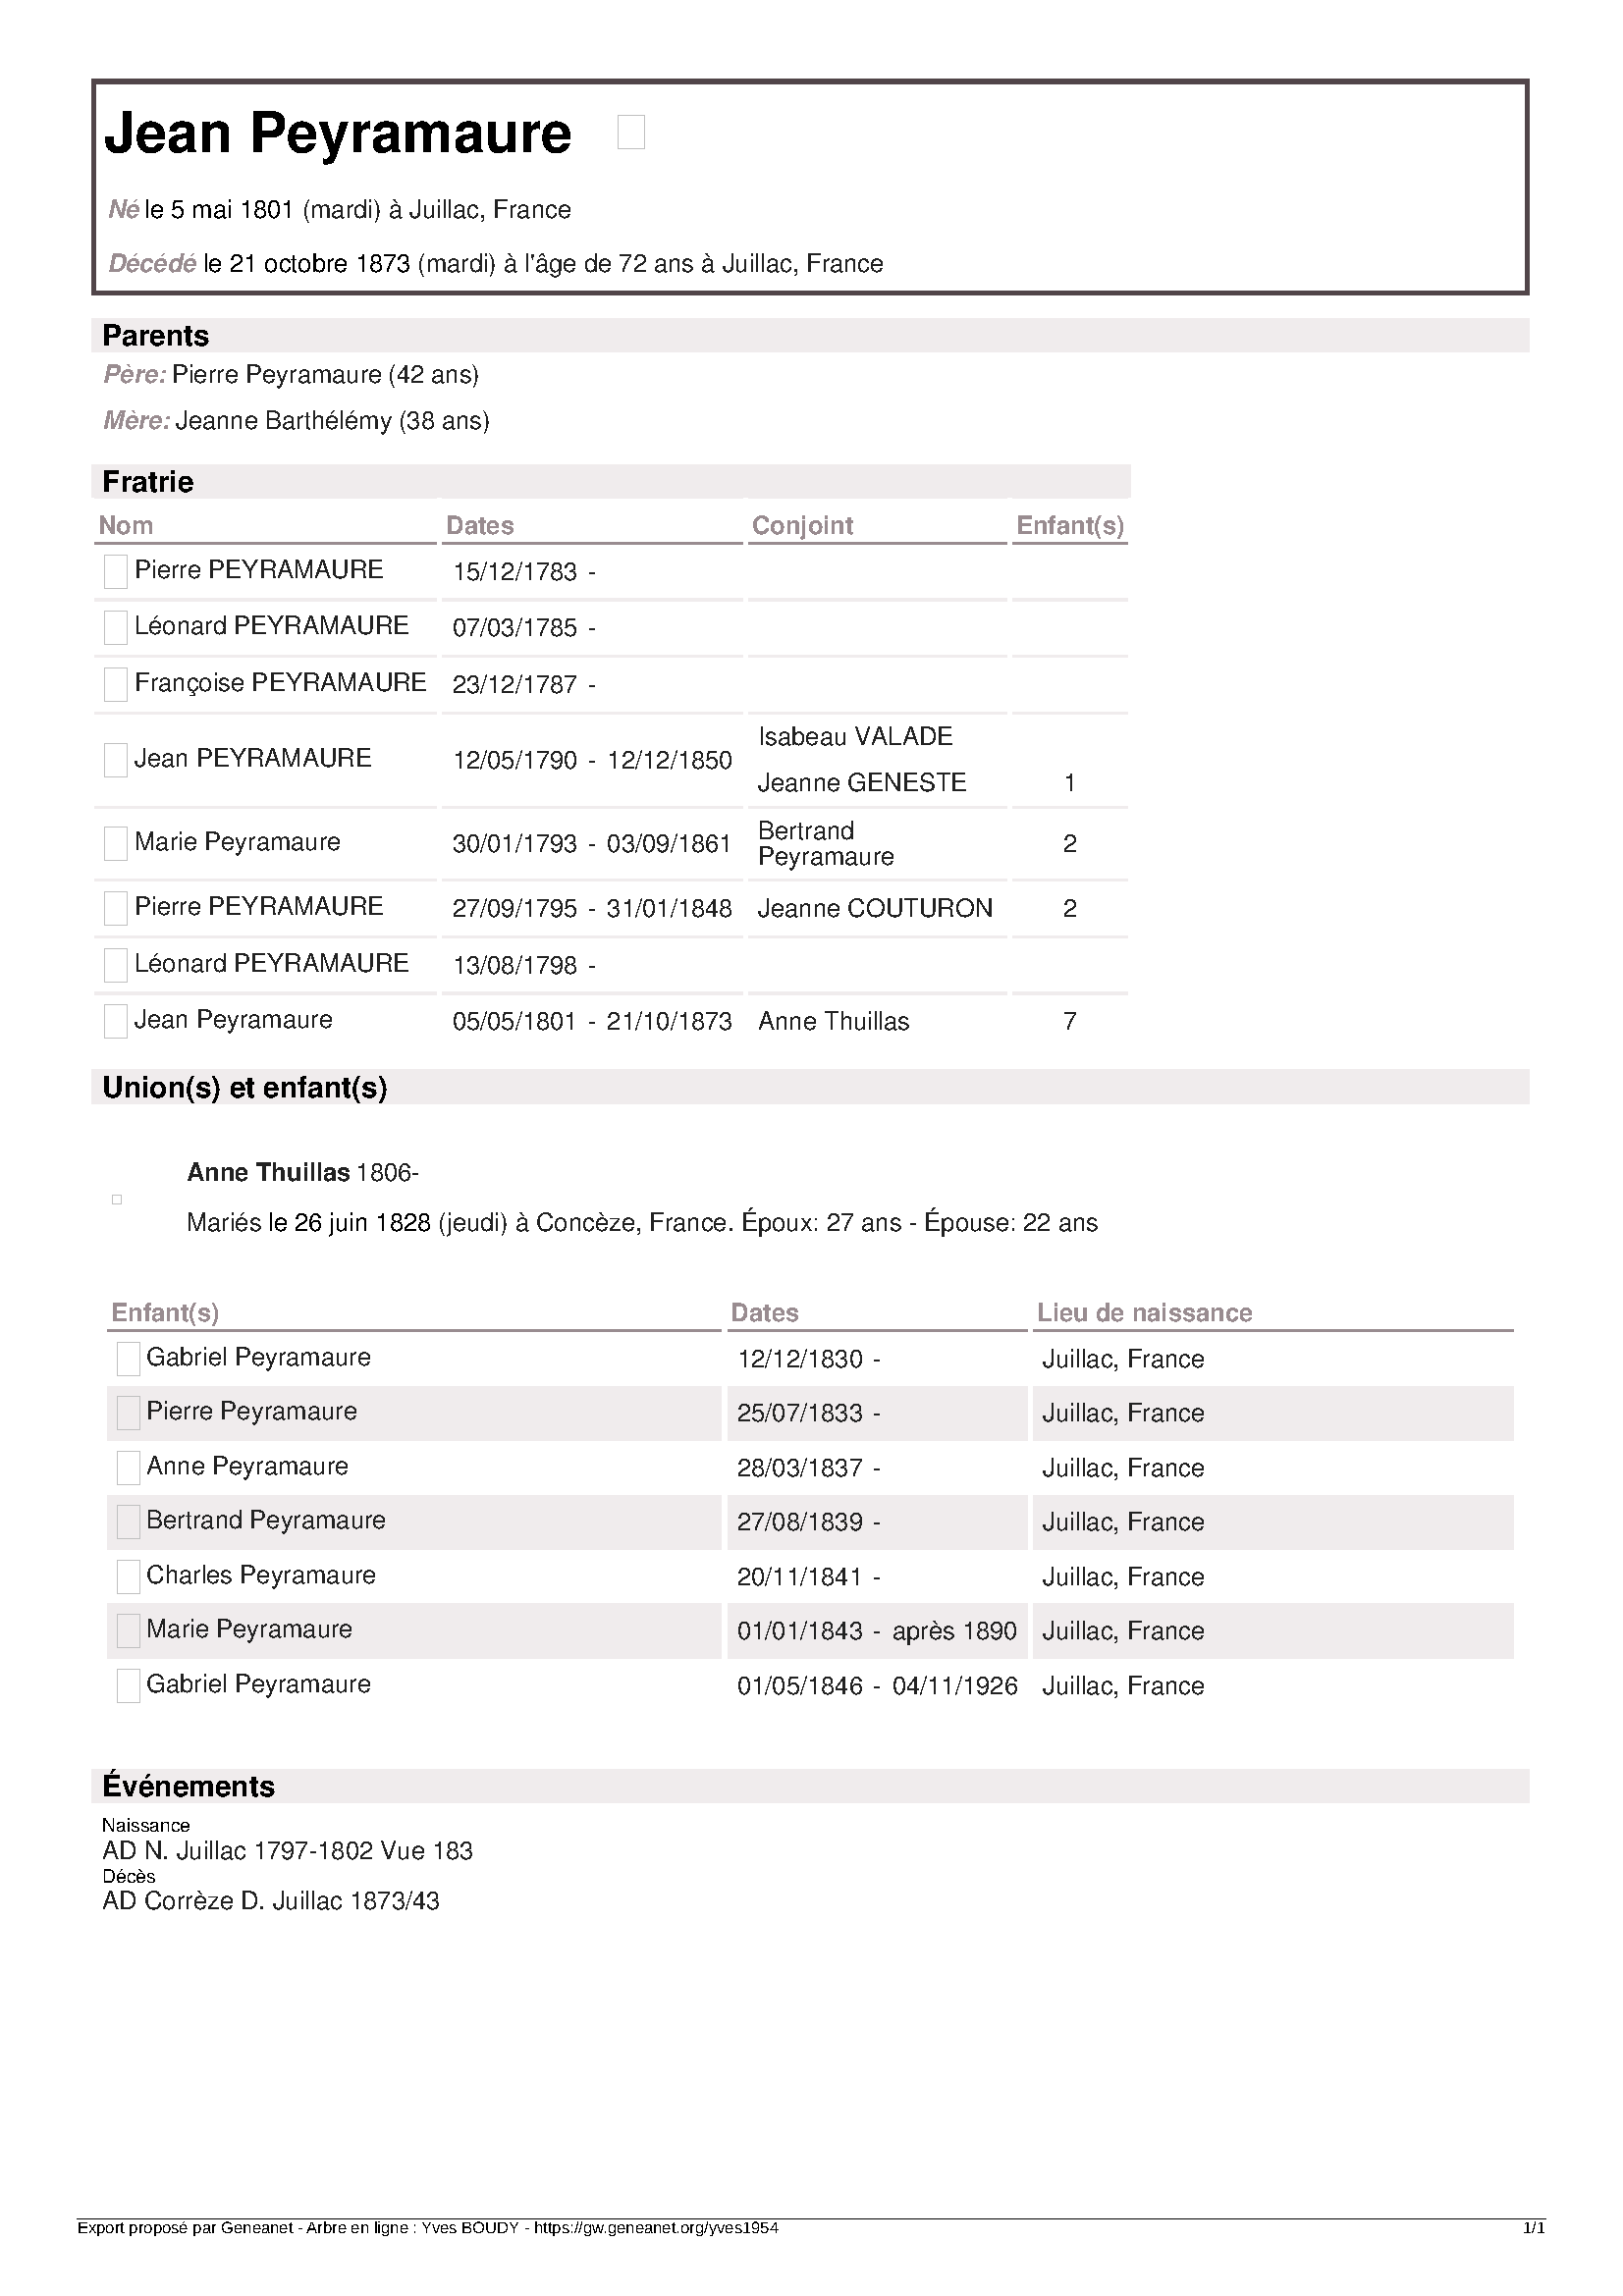 Jean Peyramaure
Né le 5 mai 1801 (mardi) à Juillac, France
Décédé le 21 octobre 1873 (mardi) à l'âge de 72 ans à Juillac, France
Parents
Père: Pierre Peyramaure (42 ans)
Mère: Jeanne Barthélémy (38 ans)
Fratrie
Nom Dates Conjoint Enfant(s)
Pierre PEYRAMAURE 15/12/1783 -
Léonard PEYRAMAURE 07/03/1785 -
Françoise PEYRAMAURE 23/12/1787 -
Isabeau VALADE
Jean PEYRAMAURE 12/05/1790 - 12/12/1850
Jeanne GENESTE 1
Bertrand
Marie Peyramaure 30/01/1793 - 03/09/1861 2
Peyramaure
Pierre PEYRAMAURE 27/09/1795 - 31/01/1848 Jeanne COUTURON 2
Léonard PEYRAMAURE 13/08/1798 -
Jean Peyramaure 05/05/1801 - 21/10/1873 Anne Thuillas 7
Union(s) et enfant(s)
Anne Thuillas 1806-
Mariés le 26 juin 1828 (jeudi) à Concèze, France. Époux: 27 ans - Épouse: 22 ans
Enfant(s) Dates Lieu de naissance
Gabriel Peyramaure 12/12/1830 - Juillac, France
Pierre Peyramaure 25/07/1833 - Juillac, France
Anne Peyramaure 28/03/1837 - Juillac, France
Bertrand Peyramaure 27/08/1839 - Juillac, France
Charles Peyramaure 20/11/1841 - Juillac, France
Marie Peyramaure 01/01/1843 - après 1890 Juillac, France
Gabriel Peyramaure 01/05/1846 - 04/11/1926 Juillac, France
Événements
Naissance
AD N. Juillac 1797-1802 Vue 183
Décès
AD Corrèze D. Juillac 1873/43
Export proposé par Geneanet - Arbre en ligne : Yves BOUDY - https://gw.geneanet.org/yves1954 1/1